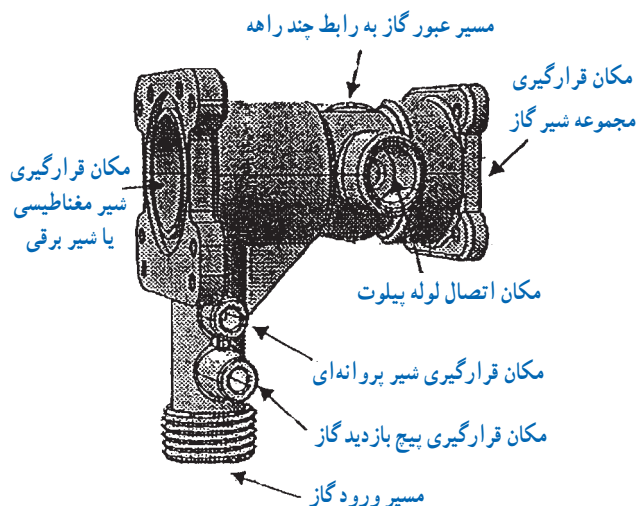 مسیر عبور گاز به رابط چند راهه
مکان قرارگیری
مجموعه شیر گاز
مکان قرارگیری
شیر مغناطیسی
یا شیر برقی
مکان اتصال لوله پیلوت
مکان قرارگیری شیر پروانه‌ای
مکان قرارگیری پیچ بازدید گاز
مسیر ورود گاز